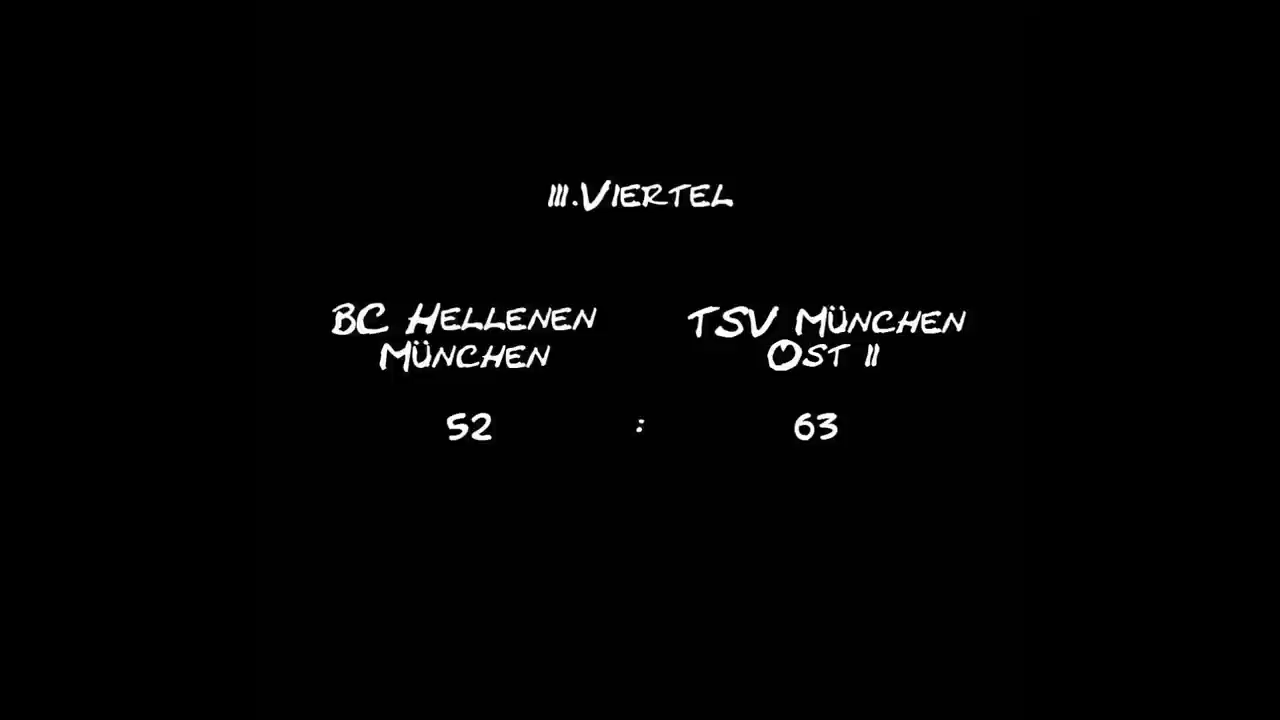 III.Viertel
BC Hellenen
München
TSV München
Ost II
52 : 63